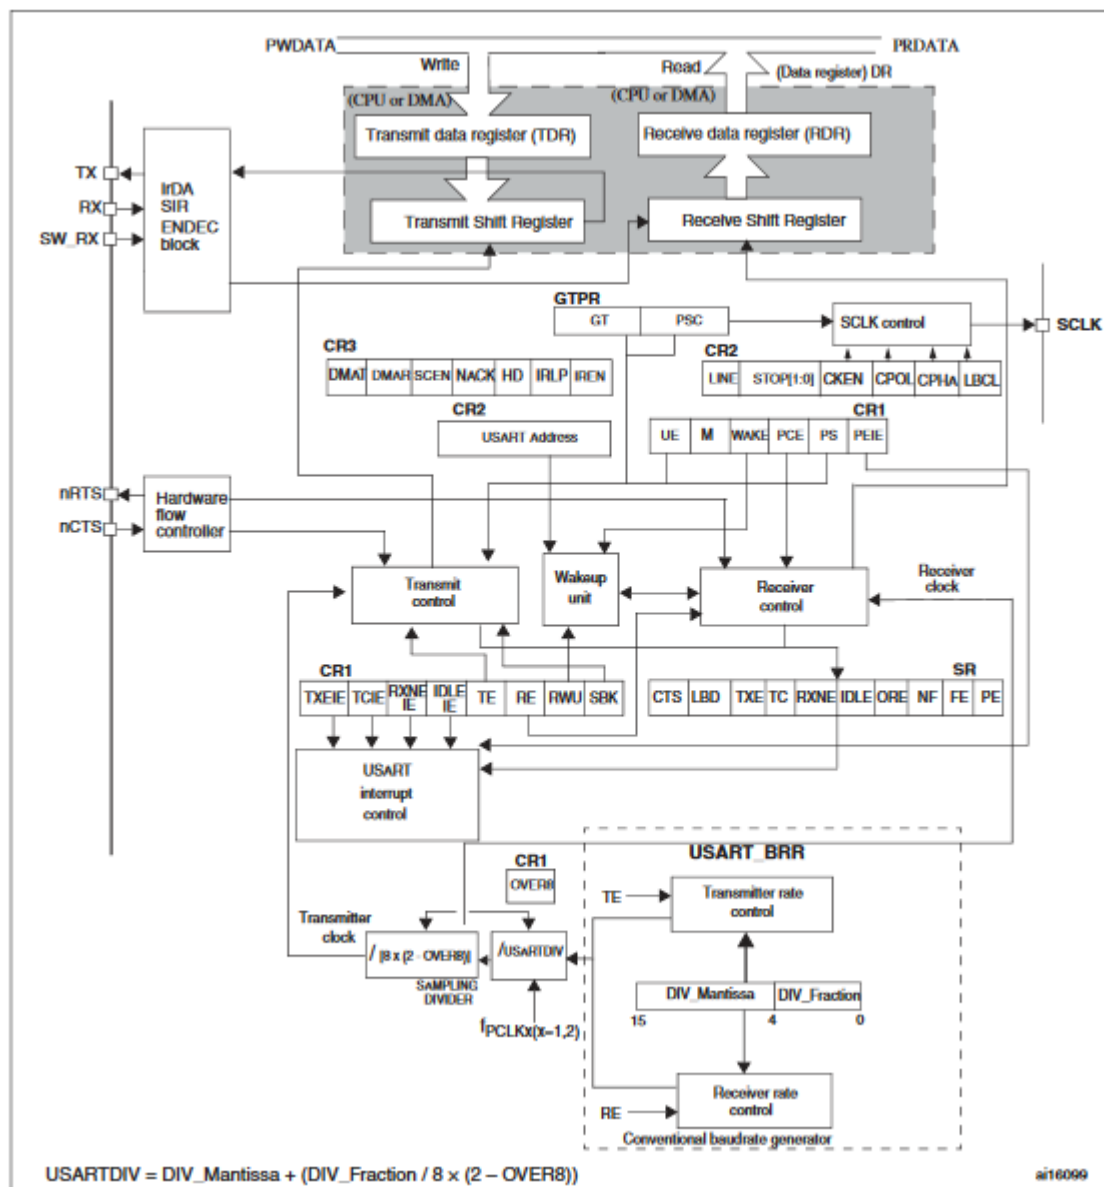 PWDATA
PRDATA
Write
Read
(Data register) DR
(CPU or DMA)
(CPU or DMA)
Transmit data register (TDR)
Receive data register (RDR)
TX
RX
SW_RX
IrDA
SIR
ENDEC
block
Transmit Shift Register
Receive Shift Register
GTPR
GT
PSC
SCLK control
SCLK
CR3
DMAT
DMAR
SCEN
NACK
HD
IRLP
IREN
CR2
LINE
STOP[1:0]
CKEN
CPOL
CPHA
LBCL
CR2
USART Address
CR1
UE
M
WAKE
PCE
PS
PEIE
nRTS
nCTS
Hardware
flow
controller
Transmit
control
Wakeup
unit
Receiver
control
Receiver
clock
CR1
TXEIE
TCIE
RXNE
IE
IDLE
IE
TE
RE
RWU
SBK
SR
CTS
LBD
TXE
TC
RXNE
IDLE
ORE
NF
FE
PE
USART
interrupt
control
USART_BRR
CR1
OVER8
TE
Transmitter rate
control
Transmitter
clock
/ [8 x (2 - OVER8)]
/USARTDIV
SAMPLING
DIVIDER
fPCLKx(x=1,2)
DIV_Mantissa
DIV_Fraction
15
4
0
RE
Receiver rate
control
Conventional baudrate generator
USARTDIV = DIV_Mantissa + (DIV_Fraction / 8 × (2 – OVER8))
ai16099